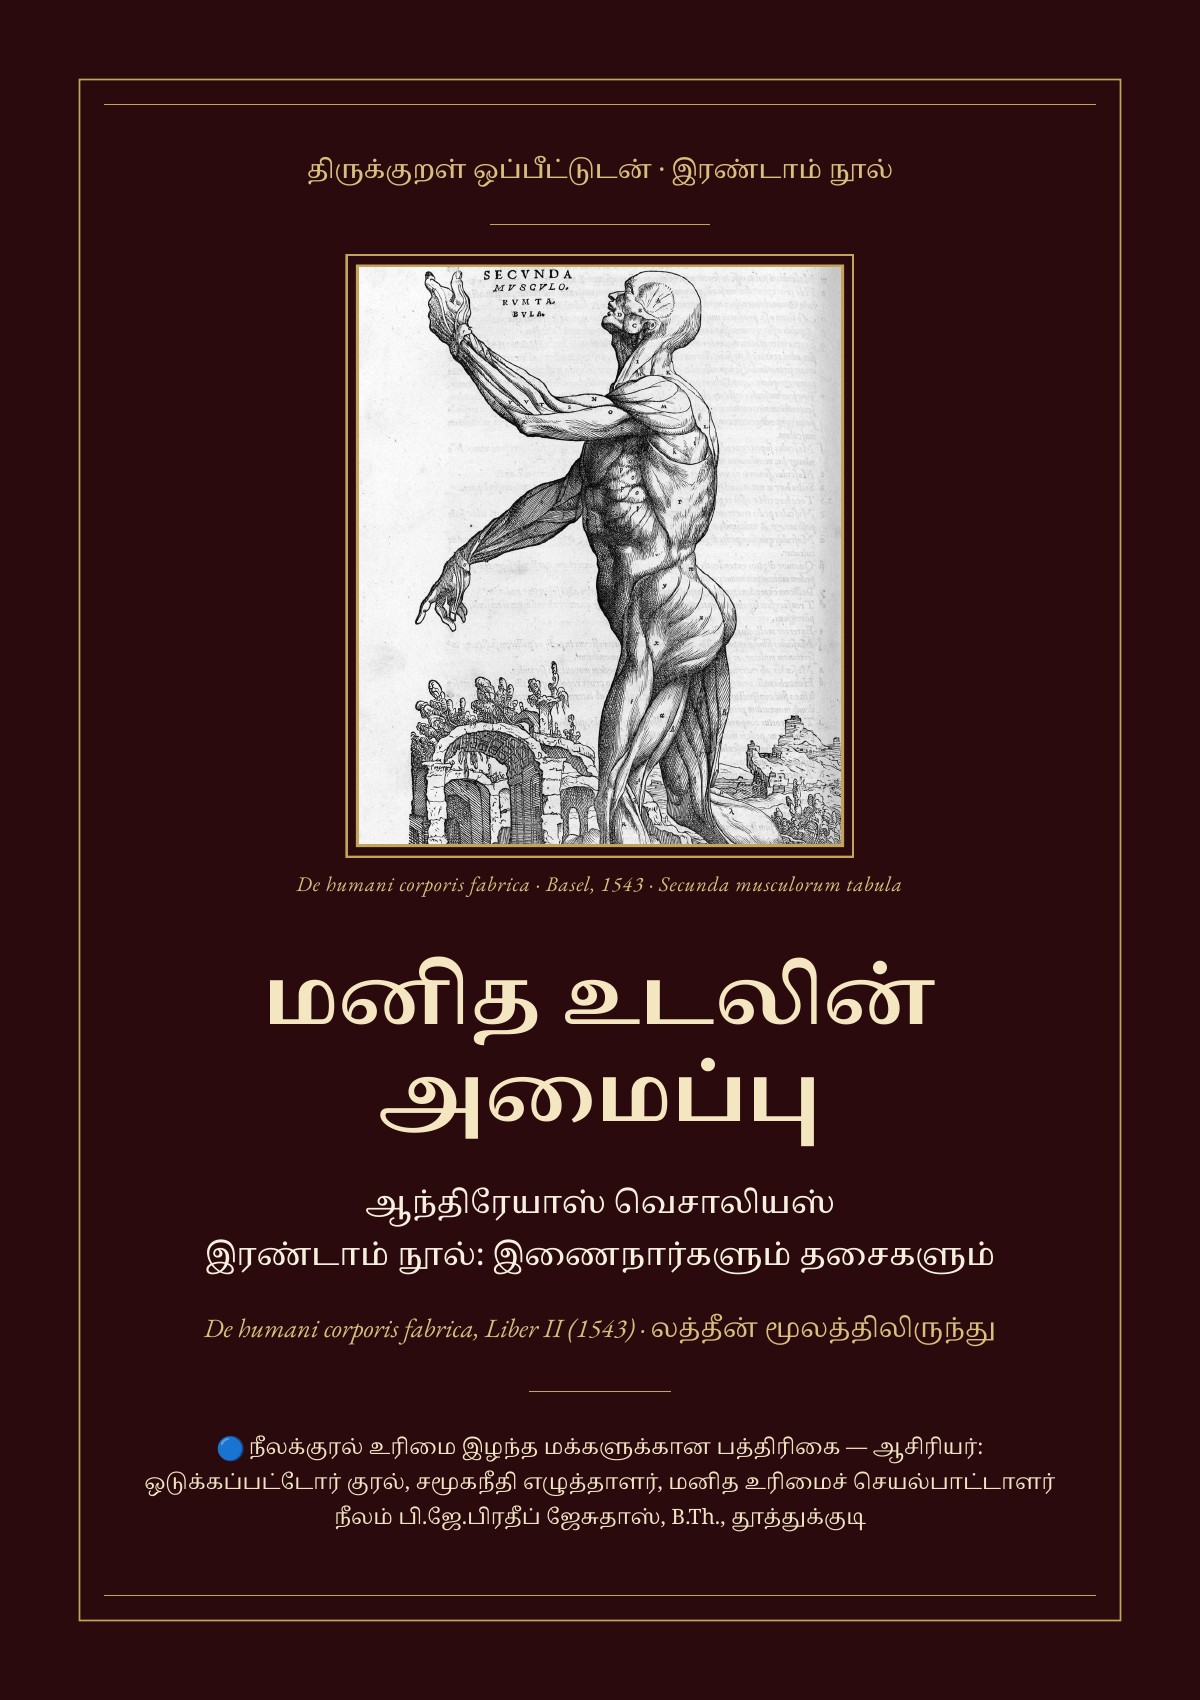 திருக்குறள் ஒப்பீட்டுடன் · இரண்டாம் நூல்
SECVNDA
MVSCVLO.
RVM TA.
BVLA.
De humani corporis fabrica · Basel, 1543 · Secunda musculorum tabula
மனித உடலின்
அமைப்பு
ஆந்திரேயாஸ் வெசாலியஸ்
இரண்டாம் நூல்: இணைநார்களும் தசைகளும்
De humani corporis fabrica, Liber II (1543) · லத்தீன் மூலத்திலிருந்து
🔵 நீலக்குரல் உரிமை இழந்த மக்களுக்கான பத்திரிகை — ஆசிரியர்:
ஒடுக்கப்பட்டோர் குரல், சமூகநீதி எழுத்தாளர், மனித உரிமைச் செயல்பாட்டாளர்
நீலம் பி.ஜே.பிரதீப் ஜேசுதாஸ், B.Th., தூத்துக்குடி